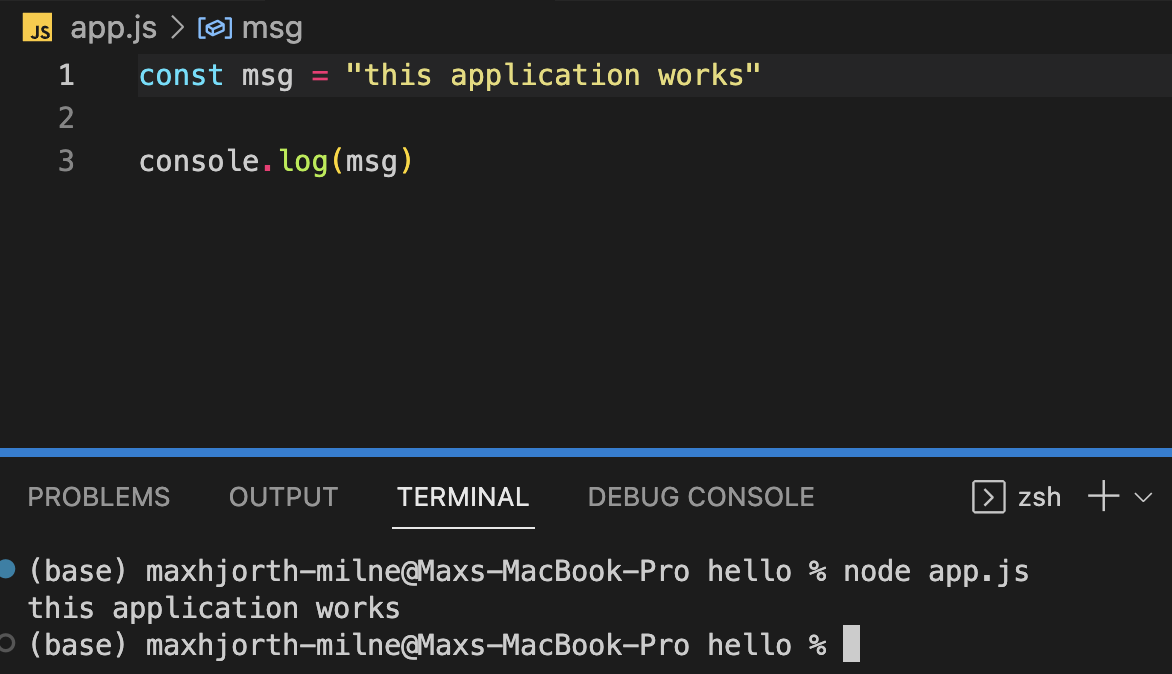 JS app.js > msg
1 const msg = "this application works"
2
3 console.log(msg)
PROBLEMS OUTPUT TERMINAL DEBUG CONSOLE zsh
(base) maxhjorth-milne@Maxs-MacBook-Pro hello % node app.js
this application works
(base) maxhjorth-milne@Maxs-MacBook-Pro hello %